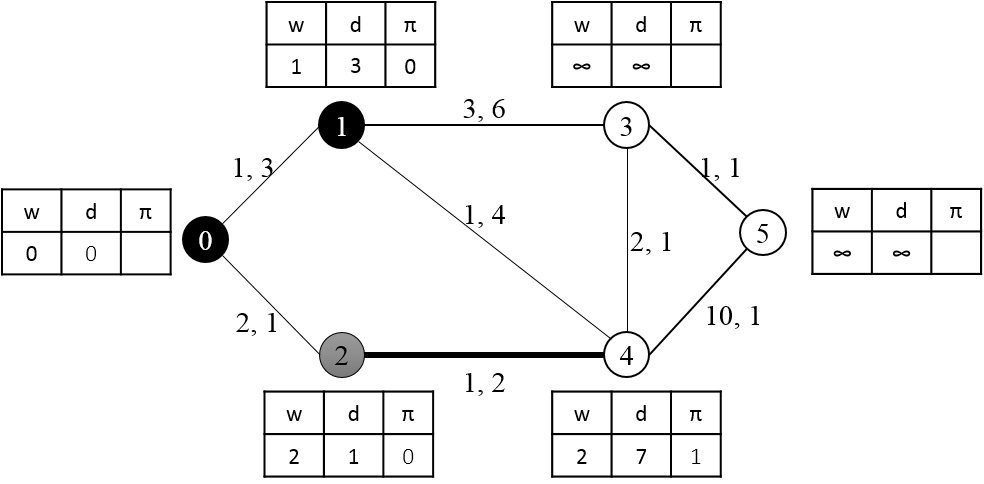 w d π
1 3 0
w d π
∞ ∞
1
3, 6
3
1, 3
1, 1
w d π
0 0
0
1, 4
2, 1
5
w d π
∞ ∞
2, 1
10, 1
2
4
1, 2
w d π
2 1 0
w d π
2 7 1